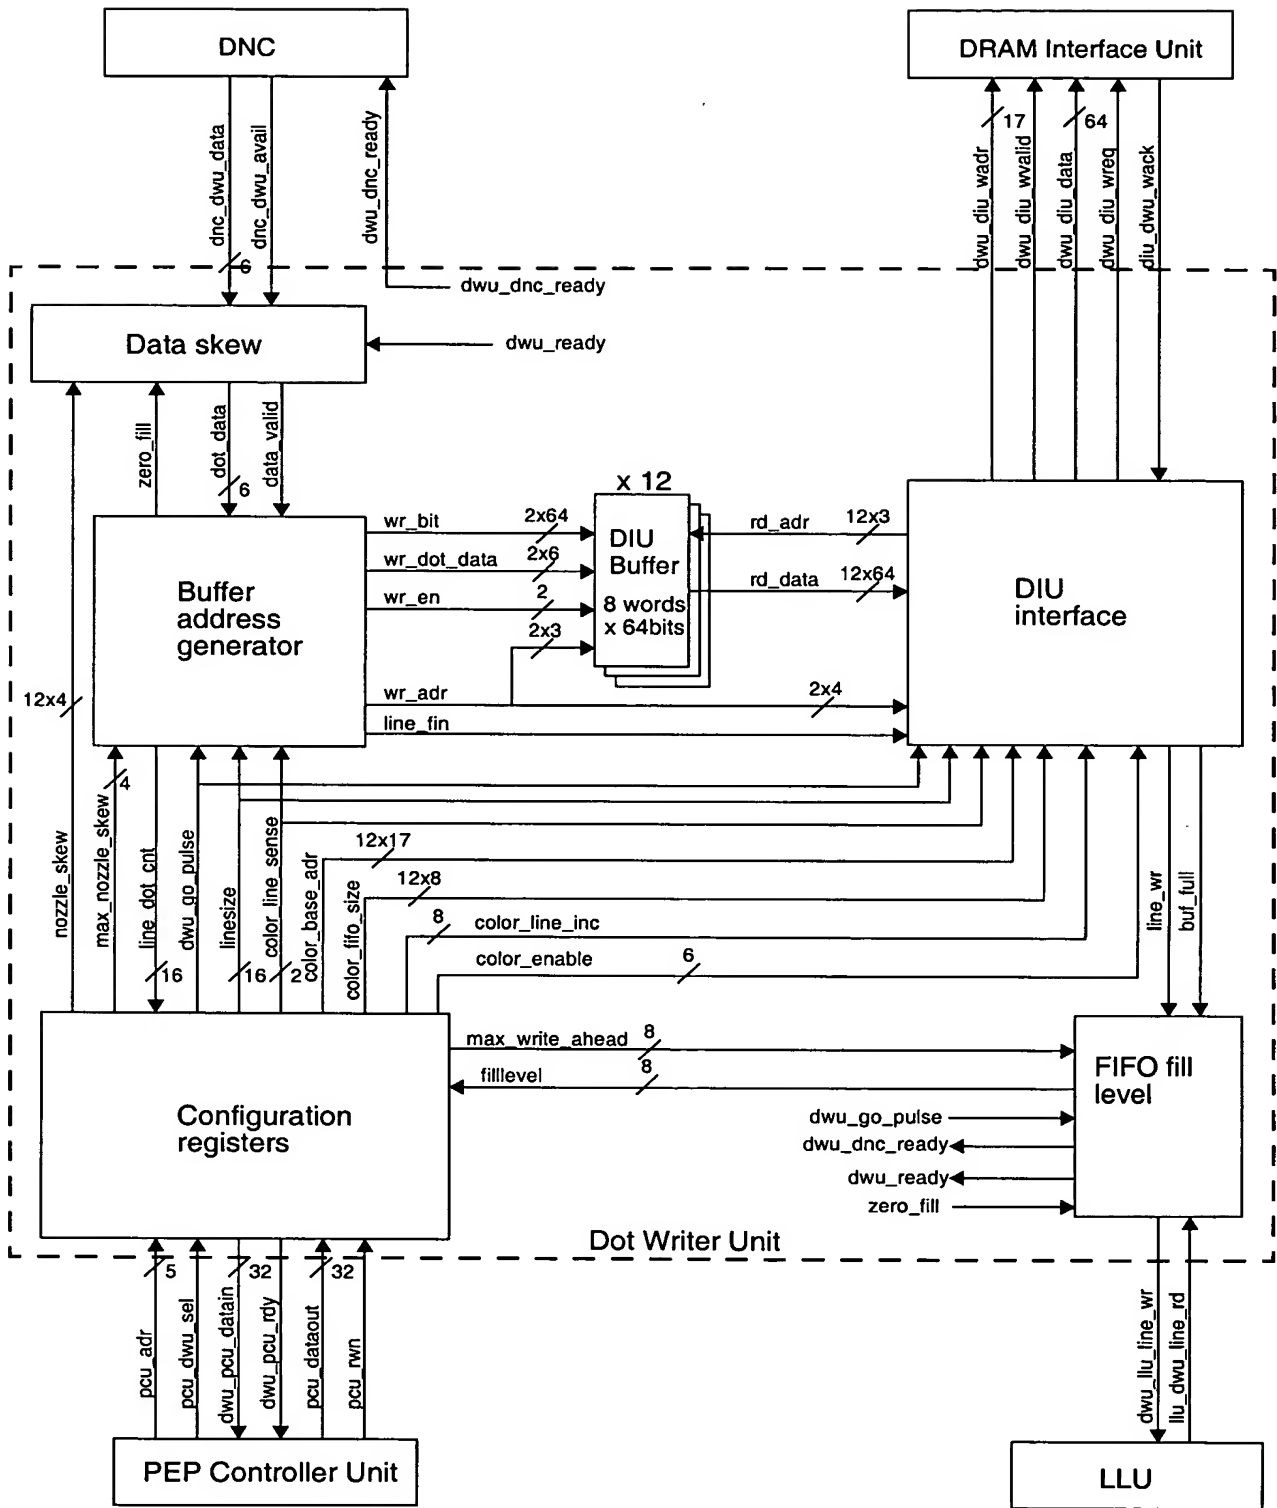 DNC
DRAM Interface Unit
dnc_dwu_data
dnc_dwu_avail
dwu_dnc_ready
6
dwu_diu_wadr
17
dwu_diu_wvalid
dwu_diu_data
64
dwu_diu_wreq
diu_dwu_wack
dwu_dnc_ready
Data skew
dwu_ready
zero_fill
dot_data
6
data_valid
x 12
Buffer
address
generator
wr_bit
2x64
wr_dot_data
2x6
wr_en
2
2x3
wr_adr
2x4
line_fin
DIU
Buffer
8 words
x 64bits
rd_adr
12x3
rd_data
12x64
DIU
interface
12x4
nozzle_skew
max_nozzle_skew
4
line_dot_cnt
16
dwu_go_pulse
linesize
16
color_line_sense
2
color_base_adr
12x17
color_fifo_size
12x8
8
color_line_inc
color_enable
6
line_wr
buf_full
Configuration
registers
max_write_ahead
8
filllevel
8
dwu_go_pulse
dwu_dnc_ready
dwu_ready
zero_fill
FIFO fill
level
Dot Writer Unit
pcu_adr
5
pcu_dwu_sel
dwu_pcu_datain
32
dwu_pcu_rdy
pcu_dataout
32
pcu_rwn
dwu_llu_line_wr
llu_dwu_line_rd
PEP Controller Unit
LLU